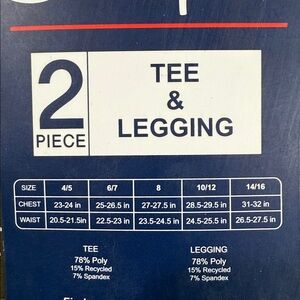 2
PIECE
TEE
&
LEGGING
SIZE 4/5 6/7 8 10/12 14/16
CHEST 23-24 in 25-26.5 in 27-27.5 in 28.5-29.5 in 31-32 in
WAIST 20.5-21.5in 22.5-23 in 23.5-24.5 in 24.5-25.5 in 26.5-27.5 in
TEE LEGGING
78% Poly 78% Poly
15% Recycled 15% Recycled
7% Spandex 7% Spandex